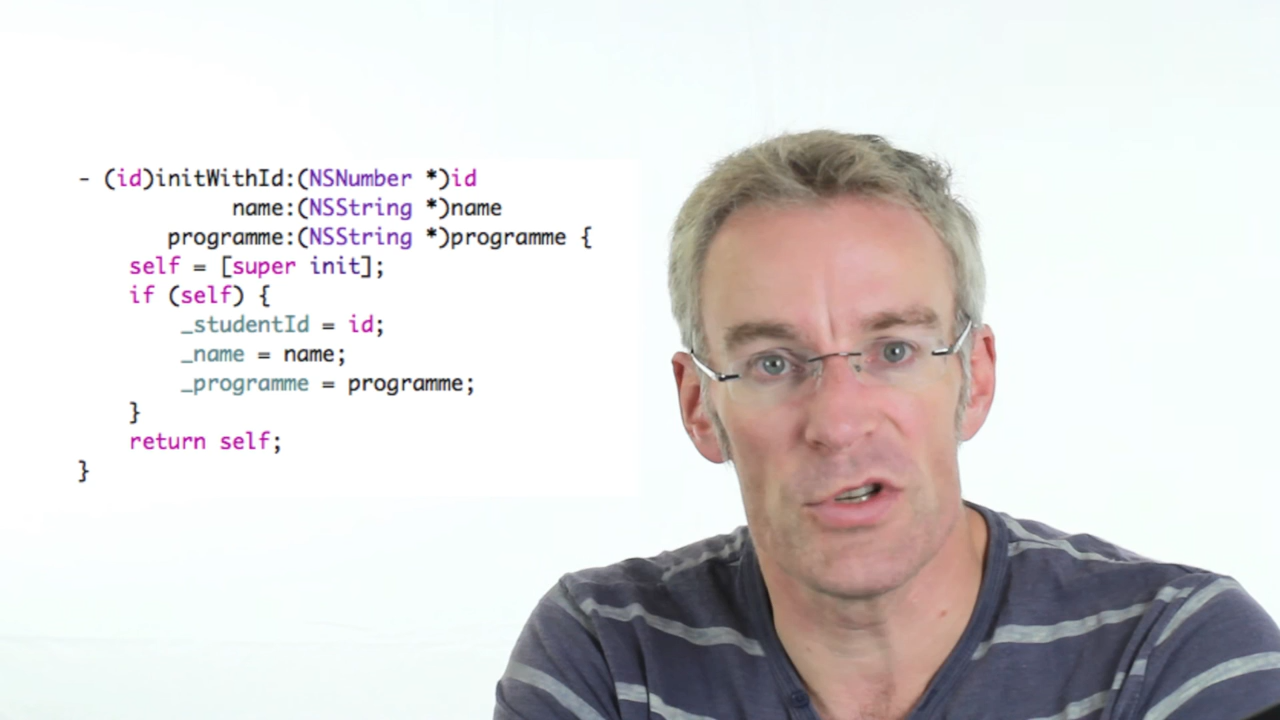 - (id)initWithId:(NSNumber *)id
name:(NSString *)name
programme:(NSString *)programme {
self = [super init];
if (self) {
_studentId = id;
_name = name;
_programme = programme;
}
return self;
}